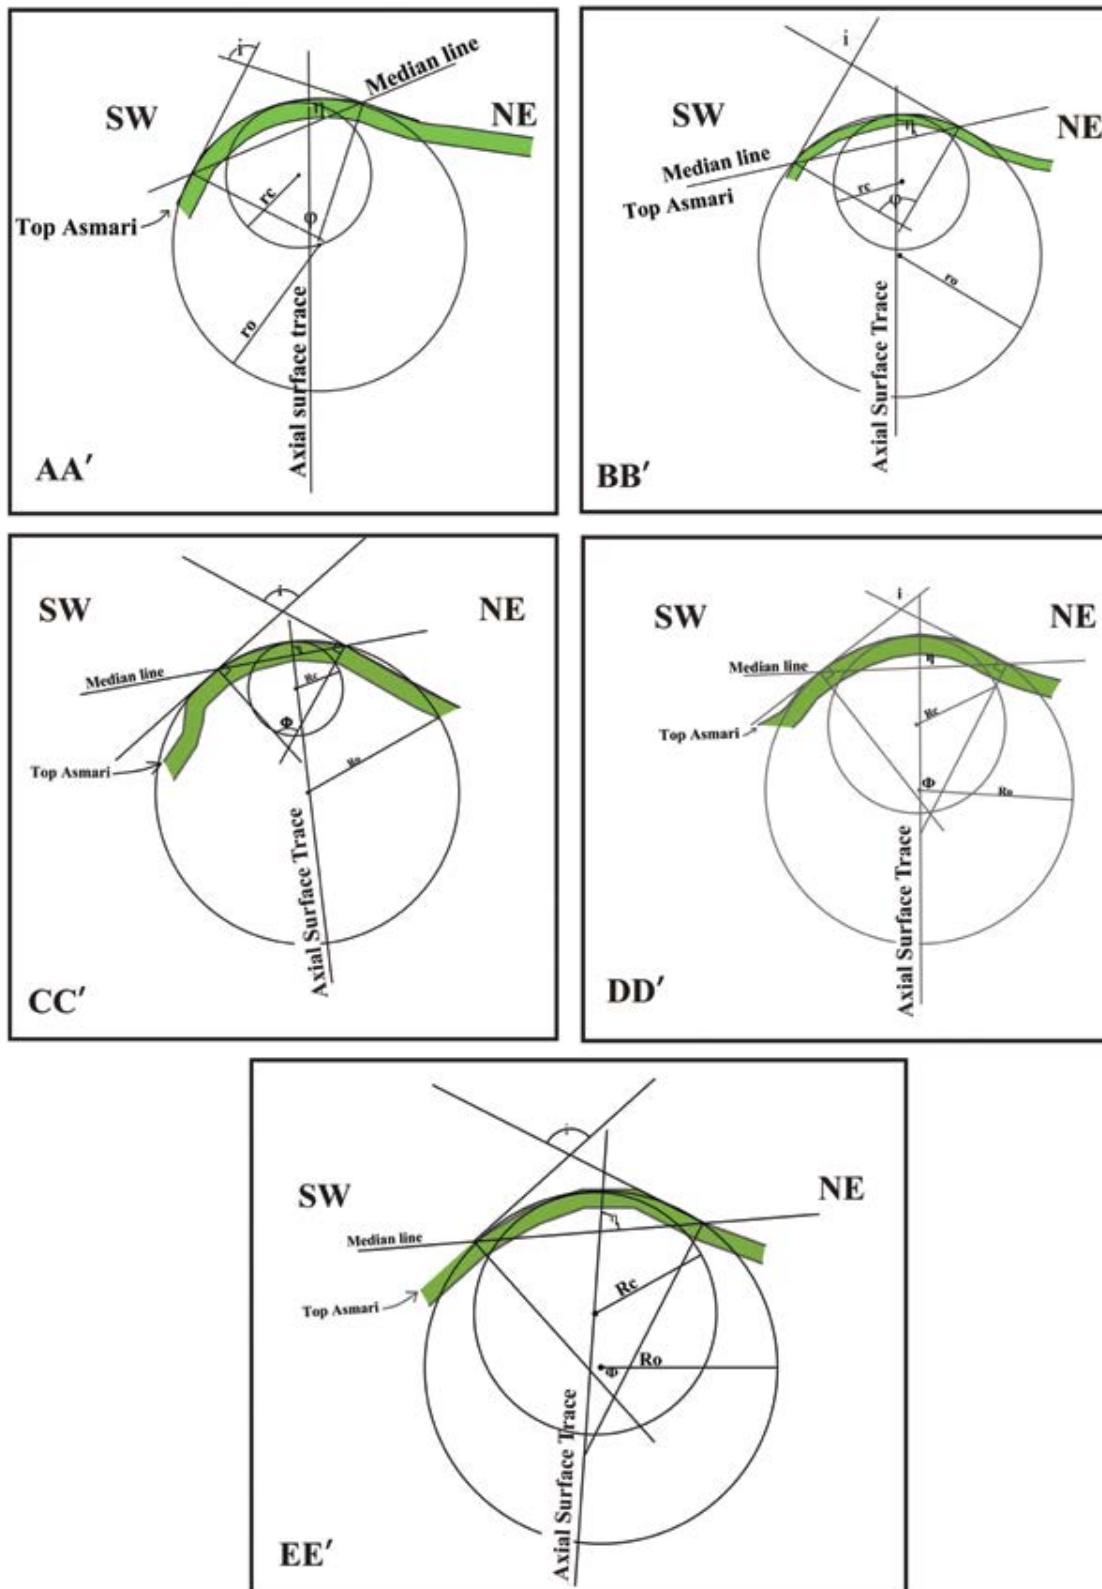 i
Median line
SW
NE
η
Top Asmari
rc
φ
ro
Axial surface trace
AA′
i
SW
NE
η
Median line
Top Asmari
rc
φ
ro
Axial Surface Trace
BB′
SW
i
NE
Median line
η
Rc
Φ
Top Asmari
Ro
Axial Surface Trace
CC′
SW
i
NE
Median line
η
Top Asmari
Rc
Φ
Ro
Axial Surface Trace
DD′
i
SW
NE
η
Median line
Top Asmari
Rc
Ro
Φ
Axial Surface Trace
EE′